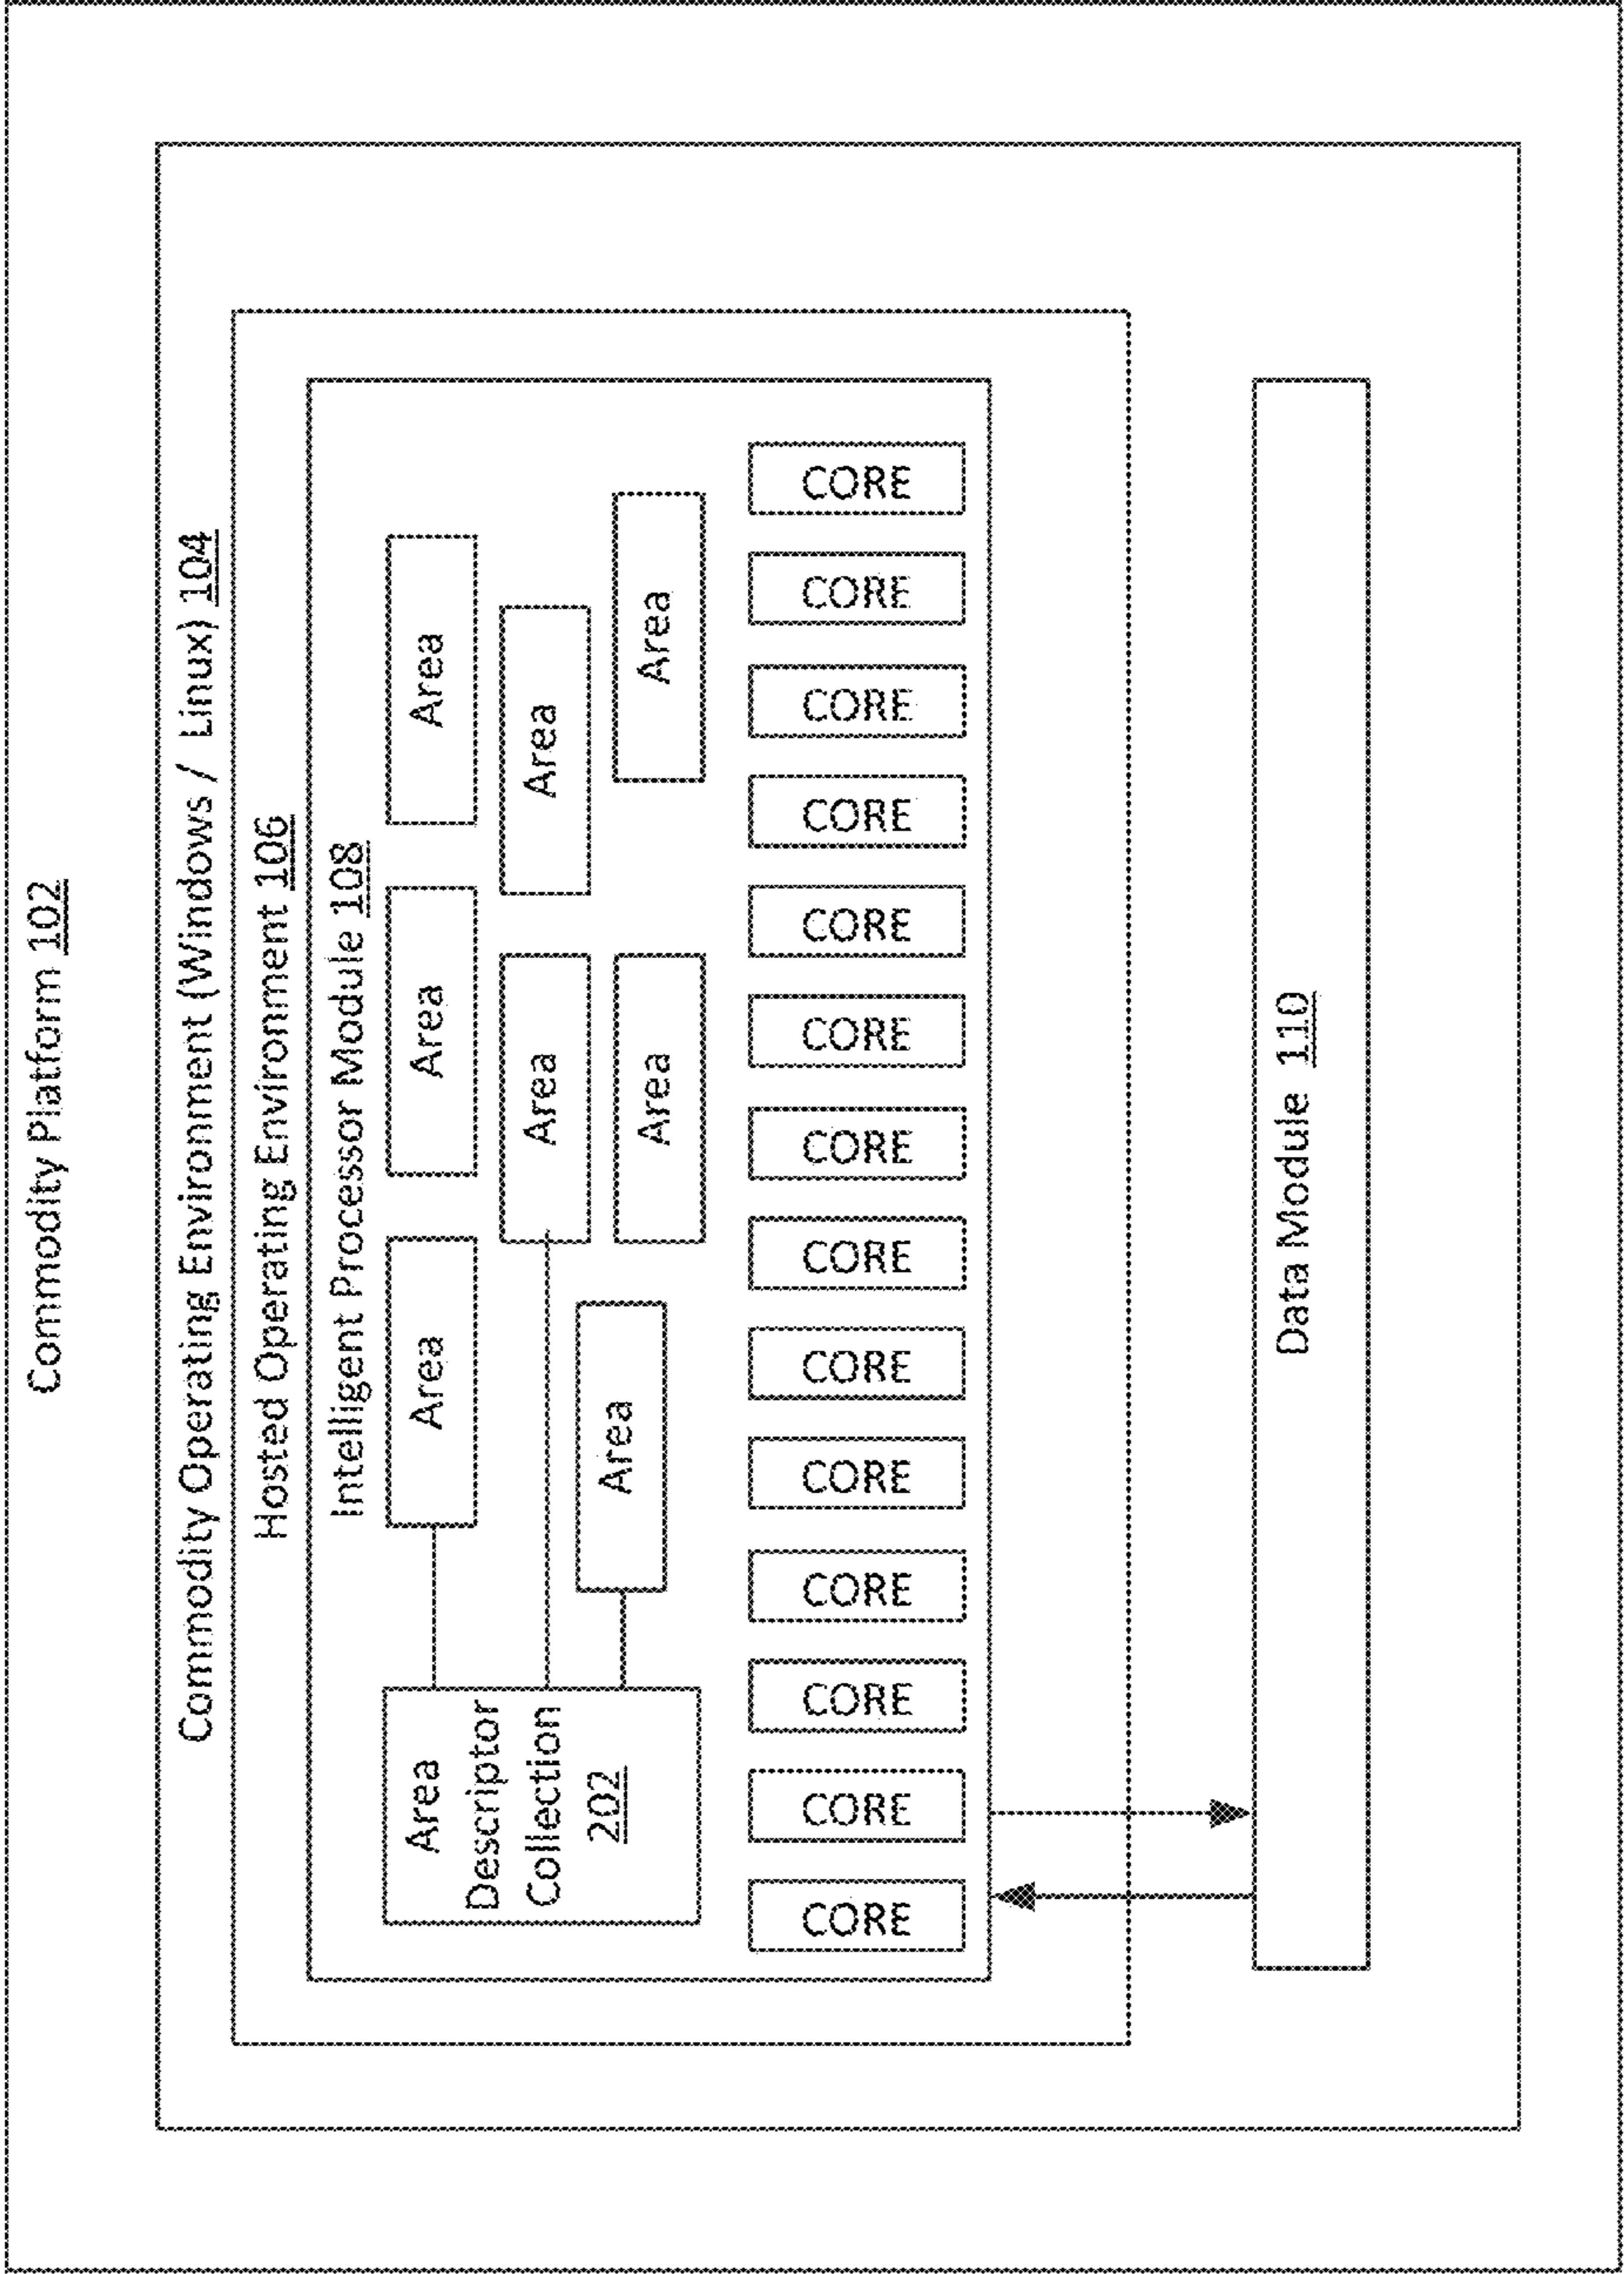 Commodity Platform 102
Commodity Operating Environment (Windows / Linux) 104
Hosted Operating Environment 106
Intelligent Processor Module 108
Area
Descriptor
Collection
202
Area
Area
Area
Area
Area
Area
Area
Area
CORE
CORE
CORE
CORE
CORE
CORE
CORE
CORE
CORE
CORE
CORE
CORE
CORE
CORE
Data Module 110